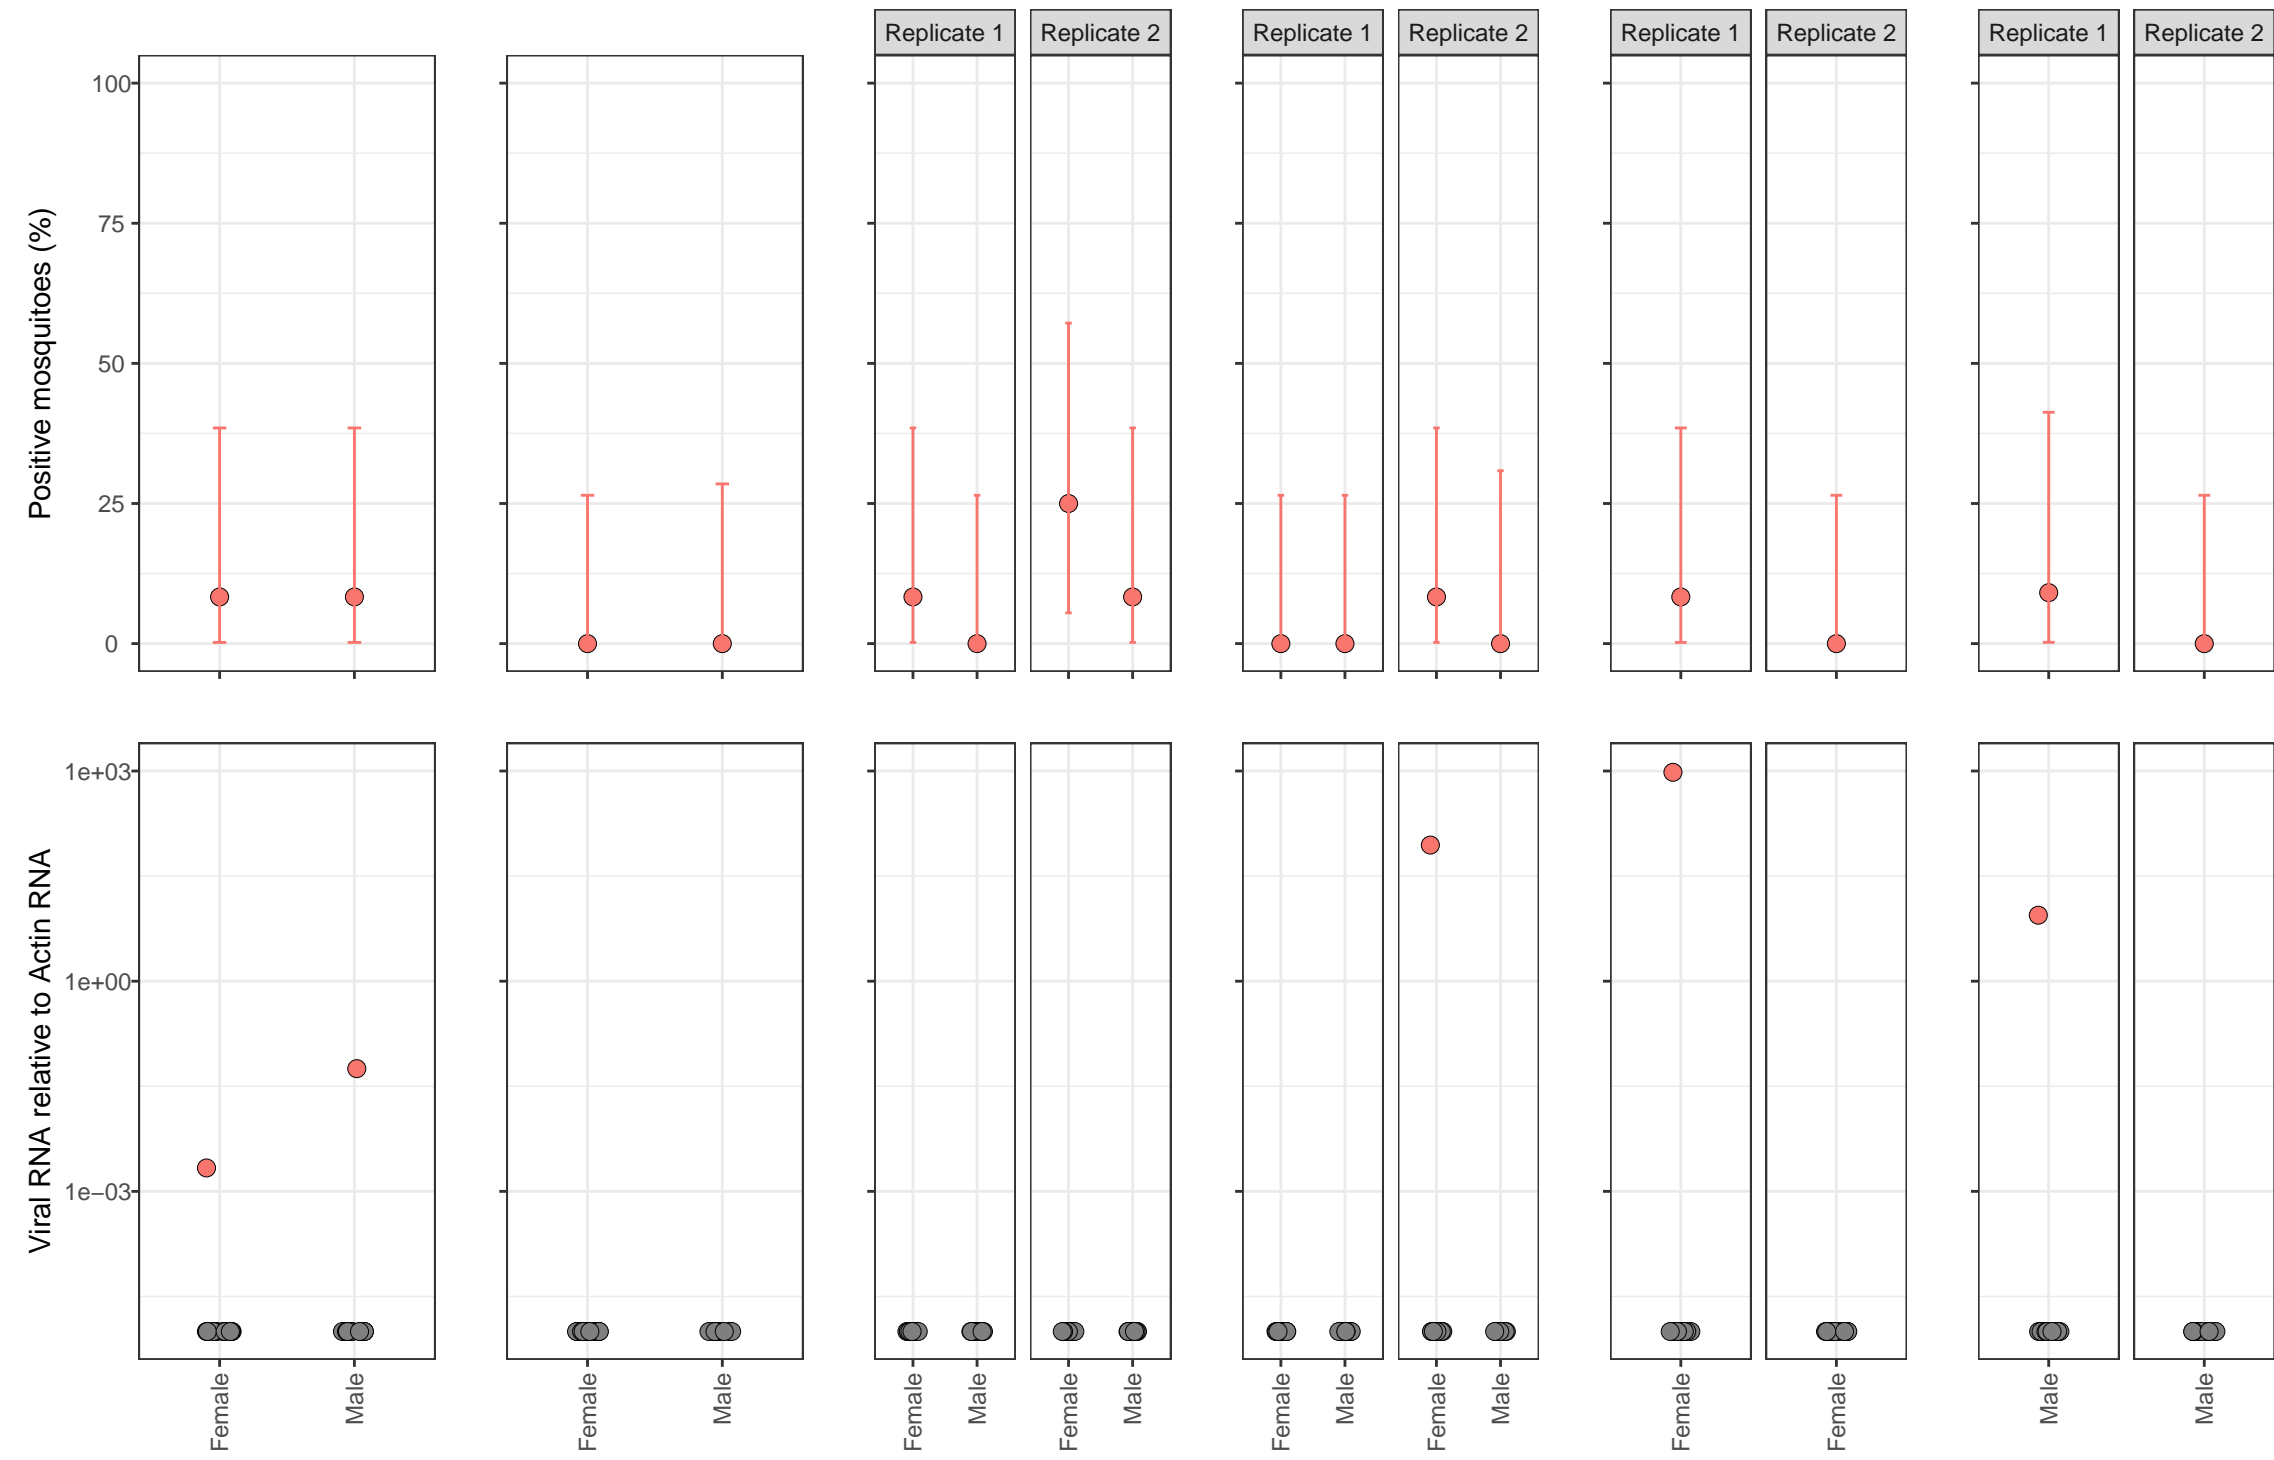 Replicate 1 Replicate 2 Replicate 1 Replicate 2 Replicate 1 Replicate 2 Replicate 1 Replicate 2
Positive mosquitoes (%)
100
75
50
25
0
Viral RNA relative to Actin RNA
1e+03
1e+00
1e−03
Female Male Female Male Female Male Female Male Female Male Female Male Female Female Male Male